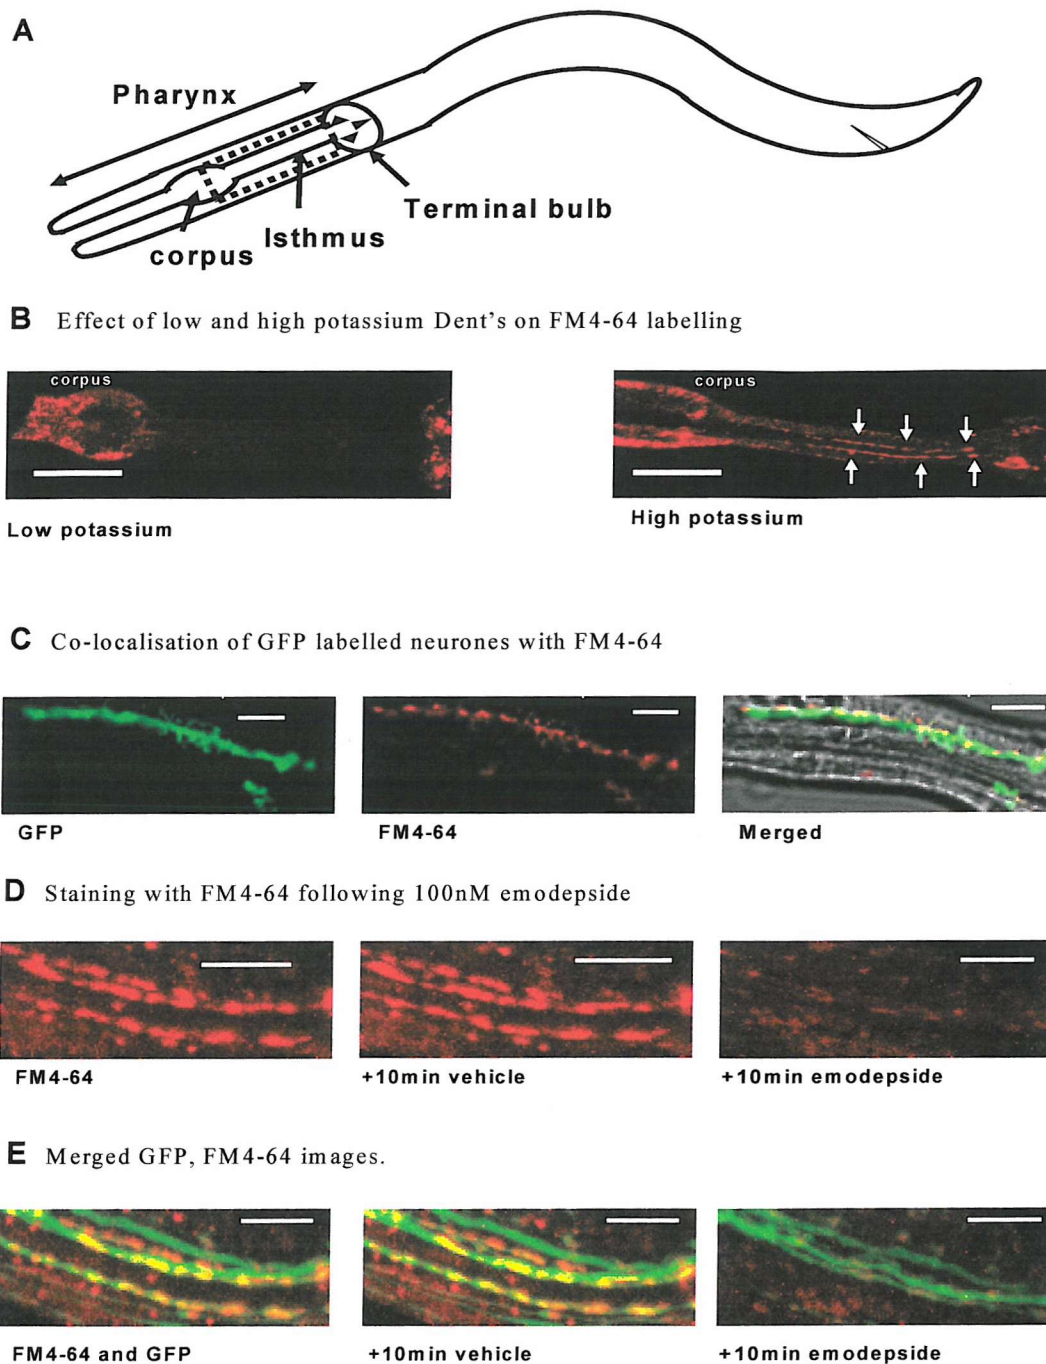 A
Pharynx
Terminal bulb
Isthmus
corpus
B Effect of low and high potassium Dent's on FM4-64 labelling
corpus
corpus
Low potassium
High potassium
C Co-localisation of GFP labelled neurones with FM4-64
GFP
FM4-64
Merged
D Staining with FM4-64 following 100nM emodepside
FM4-64
+10min vehicle
+10min emodepside
E Merged GFP, FM4-64 images.
FM4-64 and GFP
+10min vehicle
+10min emodepside